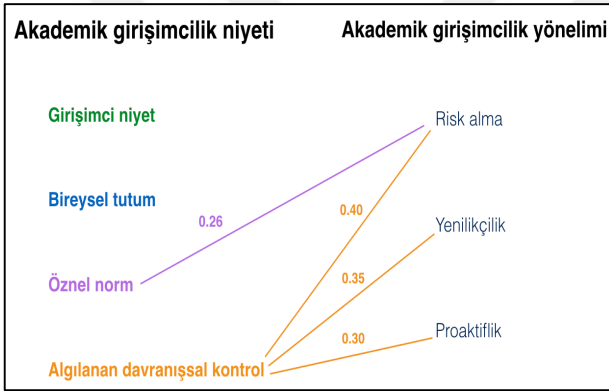 Akademik girişimcilik niyeti
Akademik girişimcilik yönelimi
Girişimci niyet
Risk alma
Bireysel tutum
0.26
0.40
Yenilikçilik
Öznel norm
0.35
0.30
Proaktiflik
Algılanan davranışsal kontrol